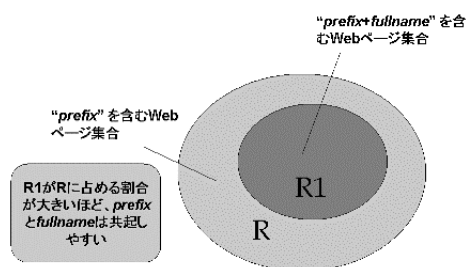 “prefix+fullname” を含
むWebページ集合
“prefix” を含むWeb
ページ集合
R1がRに占める割合
が大きいほど、prefix
とfullnameは共起し
やすい
R1
R